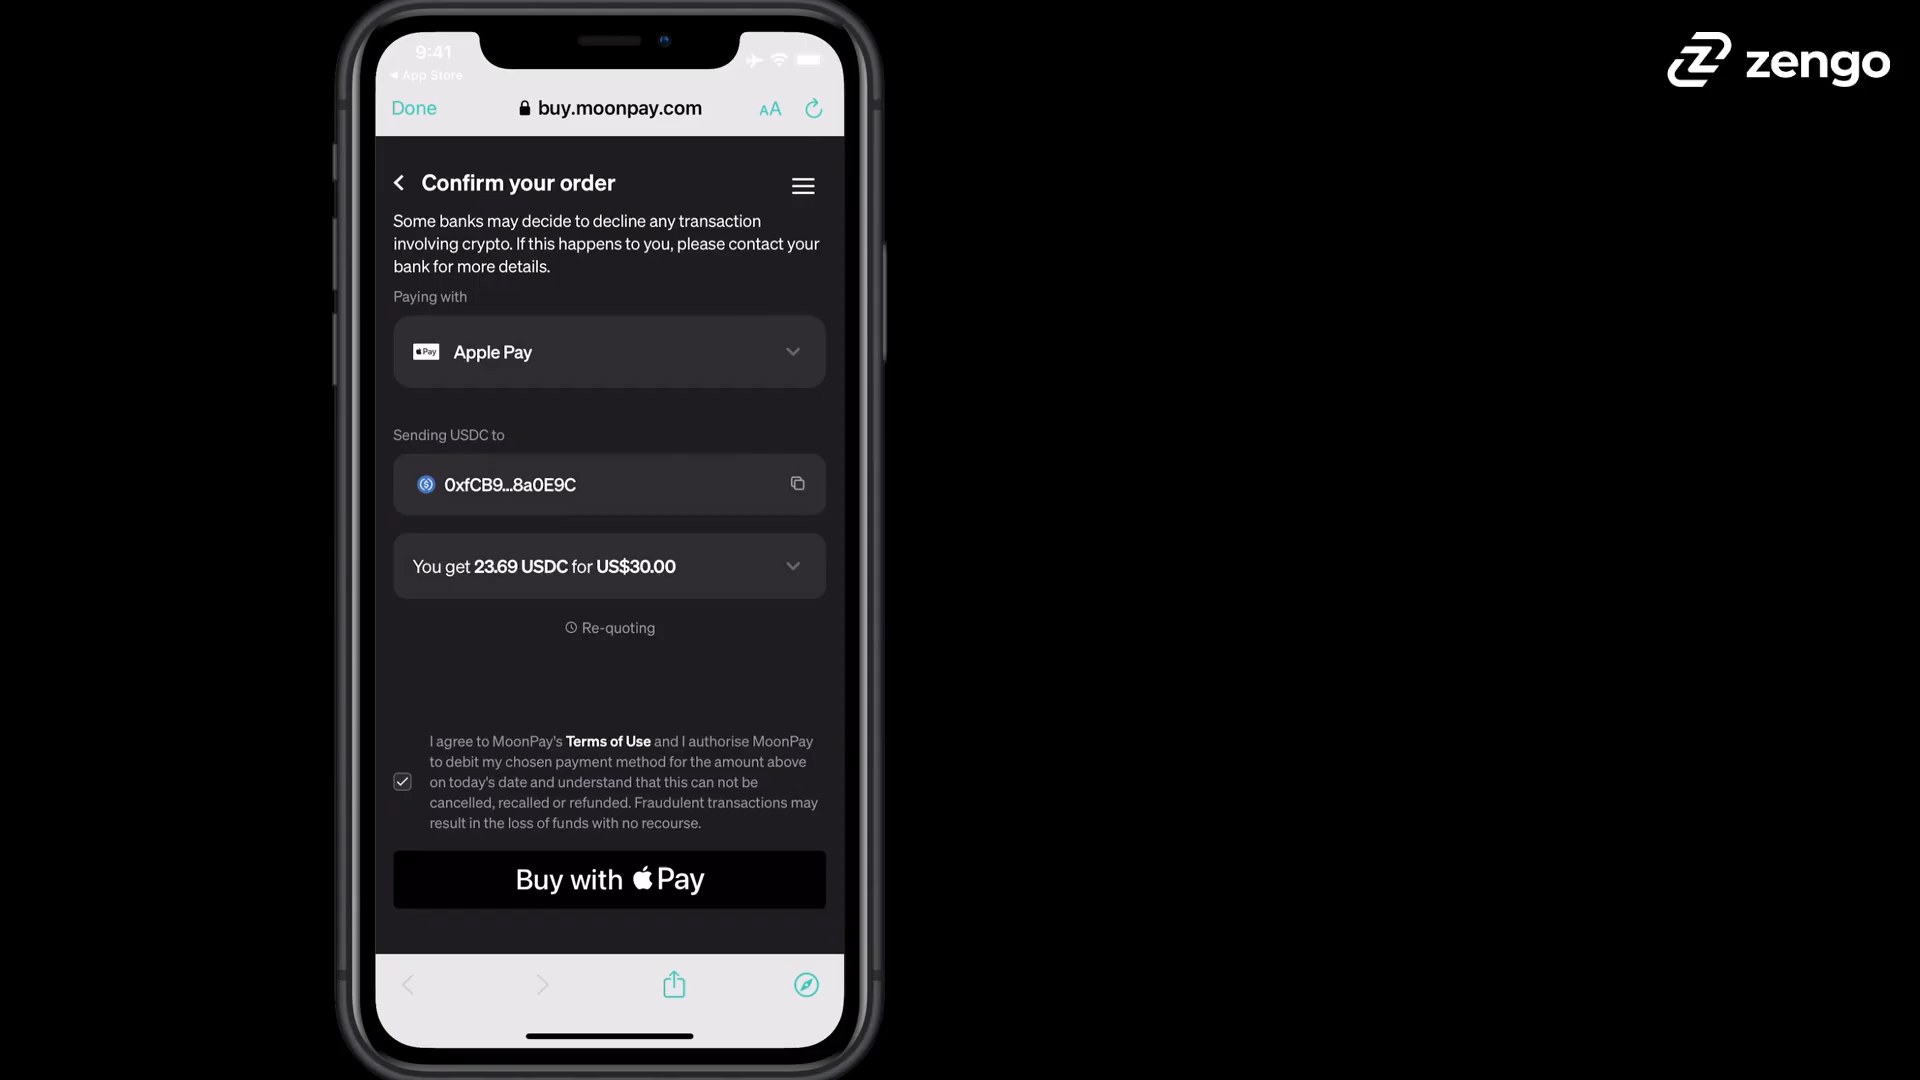 zengo
9:41
◀ App Store
Done
buy.moonpay.com
AA
Confirm your order
Some banks may decide to decline any transaction
involving crypto. If this happens to you, please contact your
bank for more details.
Paying with
Pay Apple Pay
Sending USDC to
0xfCB9...8a0E9C
You get 23.69 USDC for US$30.00
Re-quoting
I agree to MoonPay's Terms of Use and I authorise MoonPay
to debit my chosen payment method for the amount above
on today's date and understand that this can not be
cancelled, recalled or refunded. Fraudulent transactions may
result in the loss of funds with no recourse.
Buy with Pay